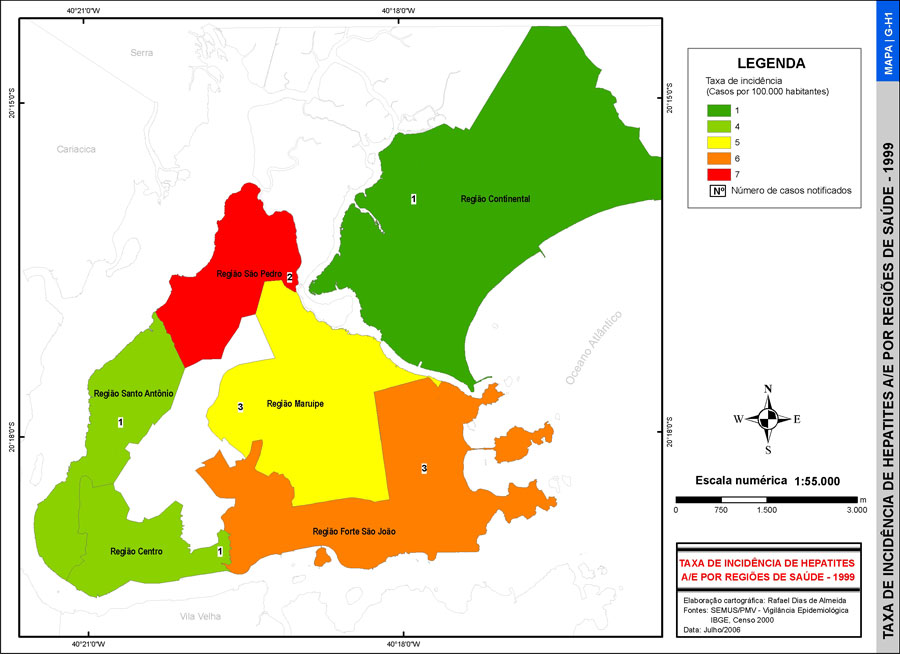 40°21'0"W
40°18'0"W
20°15'0"S
20°18'0"S
Serra
Cariacica
Região Continental
1
Região São Pedro
2
Região Santo Antônio
1
Região Maruípe
3
Região Forte São João
3
Região Centro
1
Oceano Atlântico
Vila Velha
40°21'0"W
40°18'0"W
20°15'0"S
20°18'0"S
LEGENDA
Taxa de incidência
(Casos por 100.000 habitantes)
1
4
5
6
7
Nº Número de casos notificados
N
W E
S
Escala numérica 1:55.000
m
0 750 1.500 3.000
TAXA DE INCIDÊNCIA DE HEPATITES
A/E POR REGIÕES DE SAÚDE - 1999
Elaboração cartográfica: Rafael Dias de Almeida
Fontes: SEMUS/PMV - Vigilância Epidemiológica
IBGE, Censo 2000
Data: Julho/2006
MAPA | G-H1
TAXA DE INCIDÊNCIA DE HEPATITES A/E POR REGIÕES DE SAÚDE - 1999